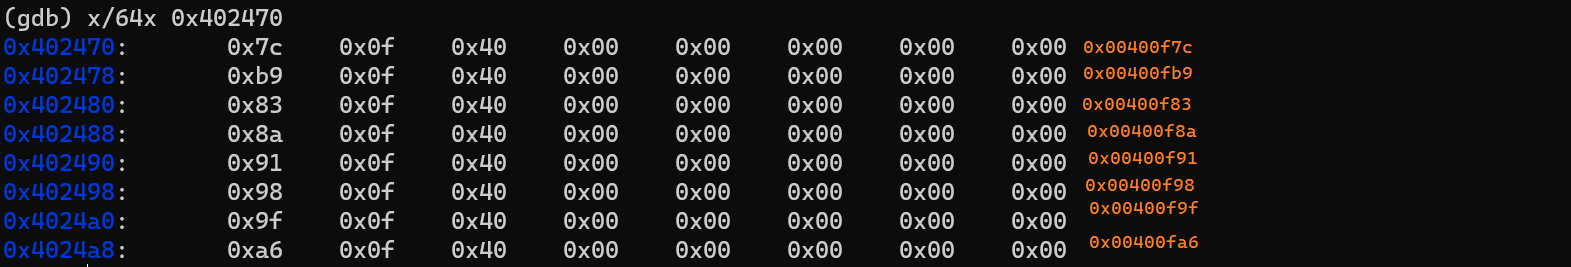 (gdb) x/64x 0x402470
0x402470: 0x7c 0x0f 0x40 0x00 0x00 0x00 0x00 0x00 0x00400f7c
0x402478: 0xb9 0x0f 0x40 0x00 0x00 0x00 0x00 0x00 0x00400fb9
0x402480: 0x83 0x0f 0x40 0x00 0x00 0x00 0x00 0x00 0x00400f83
0x402488: 0x8a 0x0f 0x40 0x00 0x00 0x00 0x00 0x00 0x00400f8a
0x402490: 0x91 0x0f 0x40 0x00 0x00 0x00 0x00 0x00 0x00400f91
0x402498: 0x98 0x0f 0x40 0x00 0x00 0x00 0x00 0x00 0x00400f98
0x4024a0: 0x9f 0x0f 0x40 0x00 0x00 0x00 0x00 0x00 0x00400f9f
0x4024a8: 0xa6 0x0f 0x40 0x00 0x00 0x00 0x00 0x00 0x00400fa6